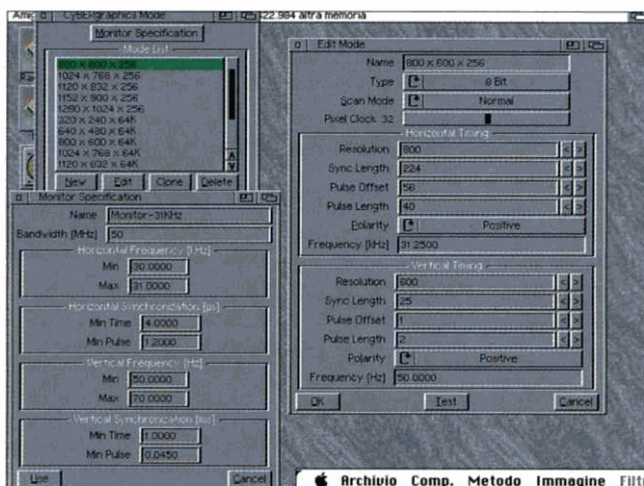 CyBERgraphics Mode
22.984 altra memoria
Monitor Specification
Mode List
800 x 600 x 256
1024 x 768 x 256
1120 x 832 x 256
1152 x 900 x 256
1280 x 1024 x 256
320 x 240 x 64K
640 x 480 x 64K
800 x 600 x 64K
1024 x 768 x 64K
1120 x 832 x 64K
New Edit Clone Delete
Monitor Specification
Name Monitor-31KHz
Bandwidth [MHz] 50
Horizontal Frequency [kHz]
Min 30.0000
Max 31.0000
Horizontal Synchronization [µs]
Min Time 4.0000
Min Pulse 1.2000
Vertical Frequency [Hz]
Min 50.0000
Max 70.0000
Vertical Synchronization [ms]
Min Time 1.0000
Min Pulse 0.0450
Use Cancel
Edit Mode
Name 800 x 600 x 256
Type 8 Bit
Scan Mode Normal
Pixel Clock 32
Horizontal Timing
Resolution 800
Sync Length 224
Pulse Offset 56
Pulse Length 40
Polarity Positive
Frequency [kHz] 31.2500
Vertical Timing
Resolution 600
Sync Length 25
Pulse Offset 1
Pulse Length 2
Polarity Positive
Frequency [Hz] 50.0000
OK Test Cancel
Archivio Comp. Metodo Immagine Filt